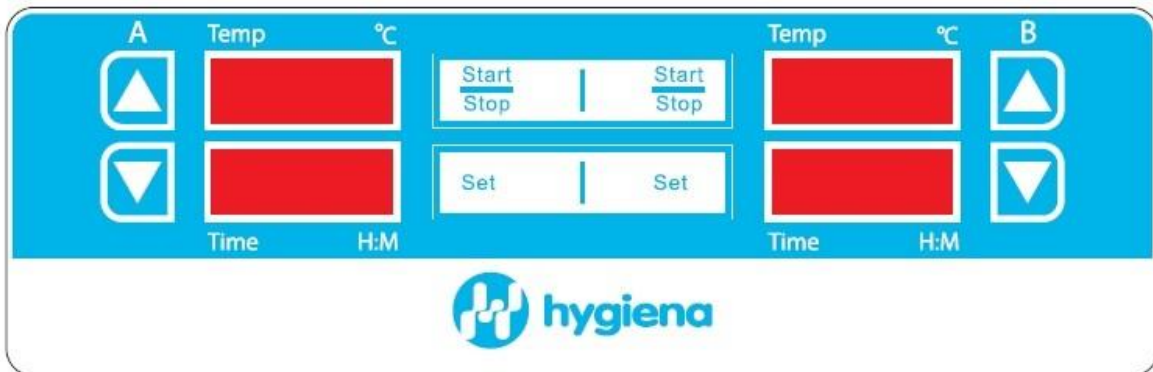 A Temp °C Temp °C B
Start Start
Stop Stop
Set Set
Time H:M Time H:M
hygiena